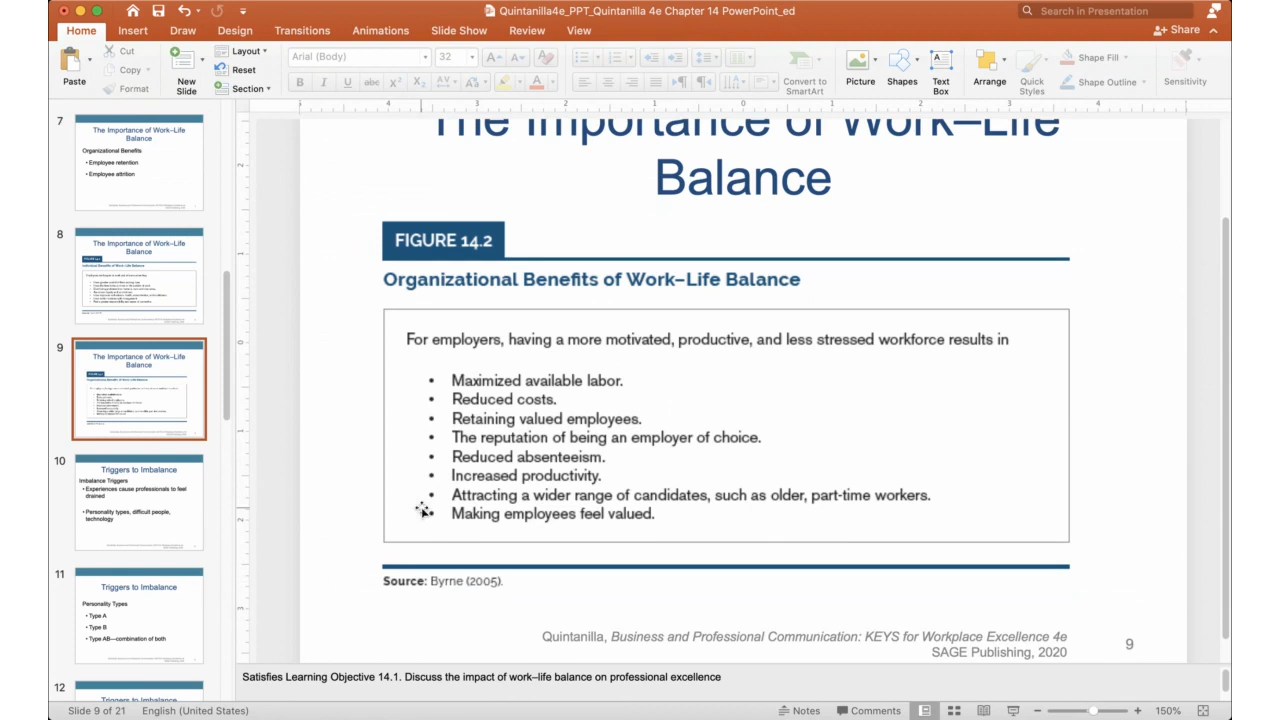 Quintanilla4e_PPT_Quintanilla 4e Chapter 14 PowerPoint_ed
Search in Presentation
Home Insert Draw Design Transitions Animations Slide Show Review View
Share
Paste
Cut
Copy
Format
New Slide
Layout
Reset
Section
Arial (Body) 32
Convert to SmartArt
Picture
Shapes
Text Box
Arrange
Quick Styles
Shape Fill
Shape Outline
Sensitivity
7
The Importance of Work–Life
Balance
Organizational Benefits
• Employee retention
• Employee attrition
8
The Importance of Work–Life
Balance
9
The Importance of Work–Life
Balance
10
Triggers to Imbalance
Imbalance Triggers
• Experiences cause professionals to feel
drained
• Personality types, difficult people,
technology
11
Triggers to Imbalance
Personality Types
• Type A
• Type B
• Type AB—combination of both
12
Triggers to Imbalance
The Importance of Work–Life
Balance
FIGURE 14.2
Organizational Benefits of Work–Life Balance
For employers, having a more motivated, productive, and less stressed workforce results in
• Maximized available labor.
• Reduced costs.
• Retaining valued employees.
• The reputation of being an employer of choice.
• Reduced absenteeism.
• Increased productivity.
• Attracting a wider range of candidates, such as older, part-time workers.
• Making employees feel valued.
Source: Byrne (2005).
Quintanilla, Business and Professional Communication: KEYS for Workplace Excellence 4e
SAGE Publishing, 2020
9
Satisfies Learning Objective 14.1. Discuss the impact of work–life balance on professional excellence
Slide 9 of 21 English (United States)
Notes Comments 150%